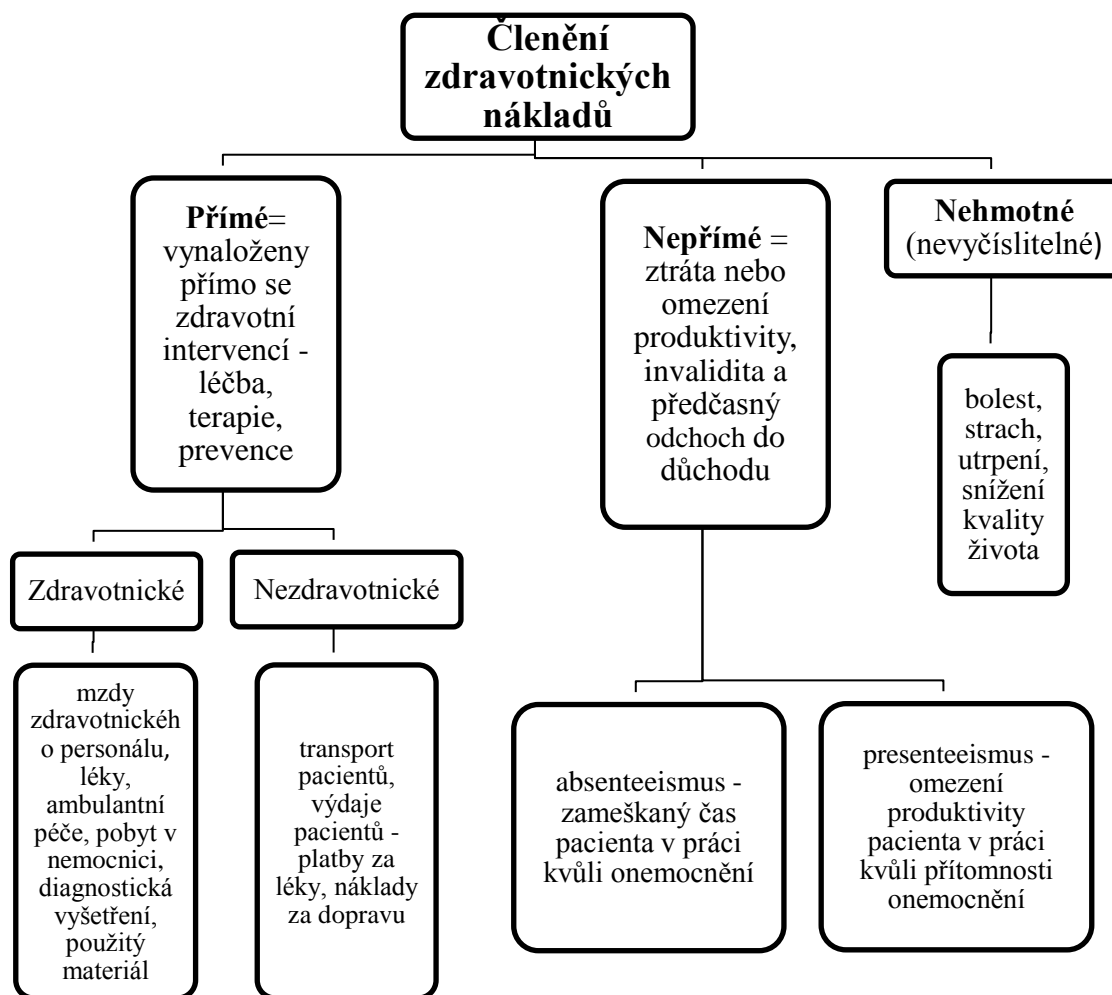 Členění
zdravotnických
nákladů
Přímé=
vynaloženy
přímo se
zdravotní
intervencí -
léčba,
terapie,
prevence
Nepřímé =
ztráta nebo
omezení
produktivity,
invalidita a
předčasný
odchoch do
důchodu
Nehmotné
(nevyčíslitelné)
bolest,
strach,
utrpení,
snížení
kvality
života
Zdravotnické
Nezdravotnické
mzdy
zdravotnickéh
o personálu,
léky,
ambulantní
péče, pobyt v
nemocnici,
diagnostická
vyšetření,
použitý
materiál
transport
pacientů,
výdaje
pacientů -
platby za
léky, náklady
za dopravu
absenteeismus -
zameškaný čas
pacienta v práci
kvůli onemocnění
presenteeismus -
omezení
produktivity
pacienta v práci
kvůli přítomnosti
onemocnění